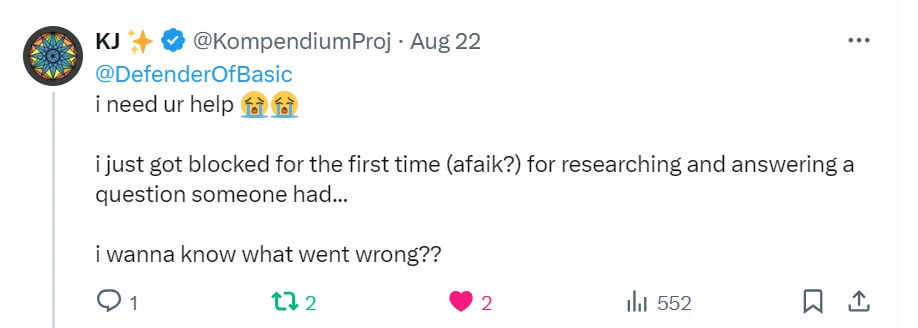 KJ ✨ @KompendiumProj · Aug 22
@DefenderOfBasic
i need ur help 😭😭
i just got blocked for the first time (afaik?) for researching and answering a
question someone had...
i wanna know what went wrong??
1 2 2 552